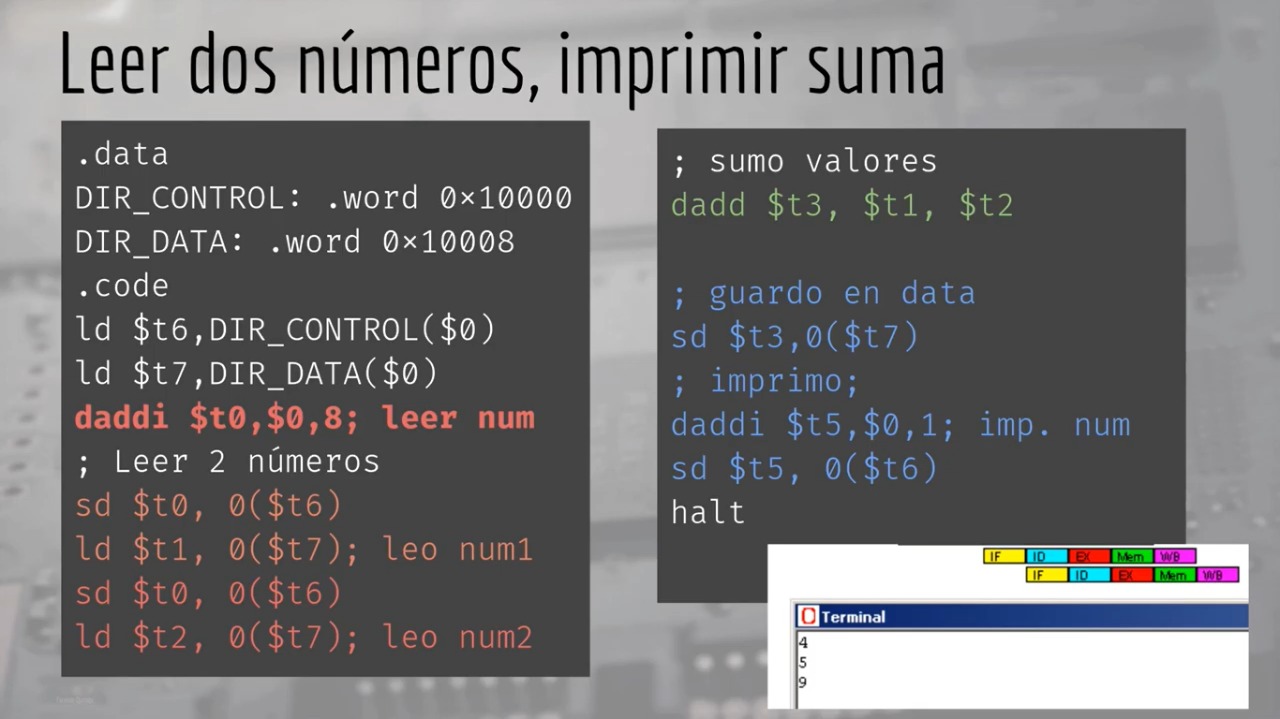 Leer dos números, imprimir suma
.data
DIR_CONTROL: .word 0×10000
DIR_DATA: .word 0×10008
.code
ld $t6,DIR_CONTROL($0)
ld $t7,DIR_DATA($0)
daddi $t0,$0,8; leer num
; Leer 2 números
sd $t0, 0($t6)
ld $t1, 0($t7); leo num1
sd $t0, 0($t6)
ld $t2, 0($t7); leo num2
; sumo valores
dadd $t3, $t1, $t2
; guardo en data
sd $t3,0($t7)
; imprimo;
daddi $t5,$0,1; imp. num
sd $t5, 0($t6)
halt
IF ID EX Mem WB
IF ID EX Mem WB
Terminal
4
5
9